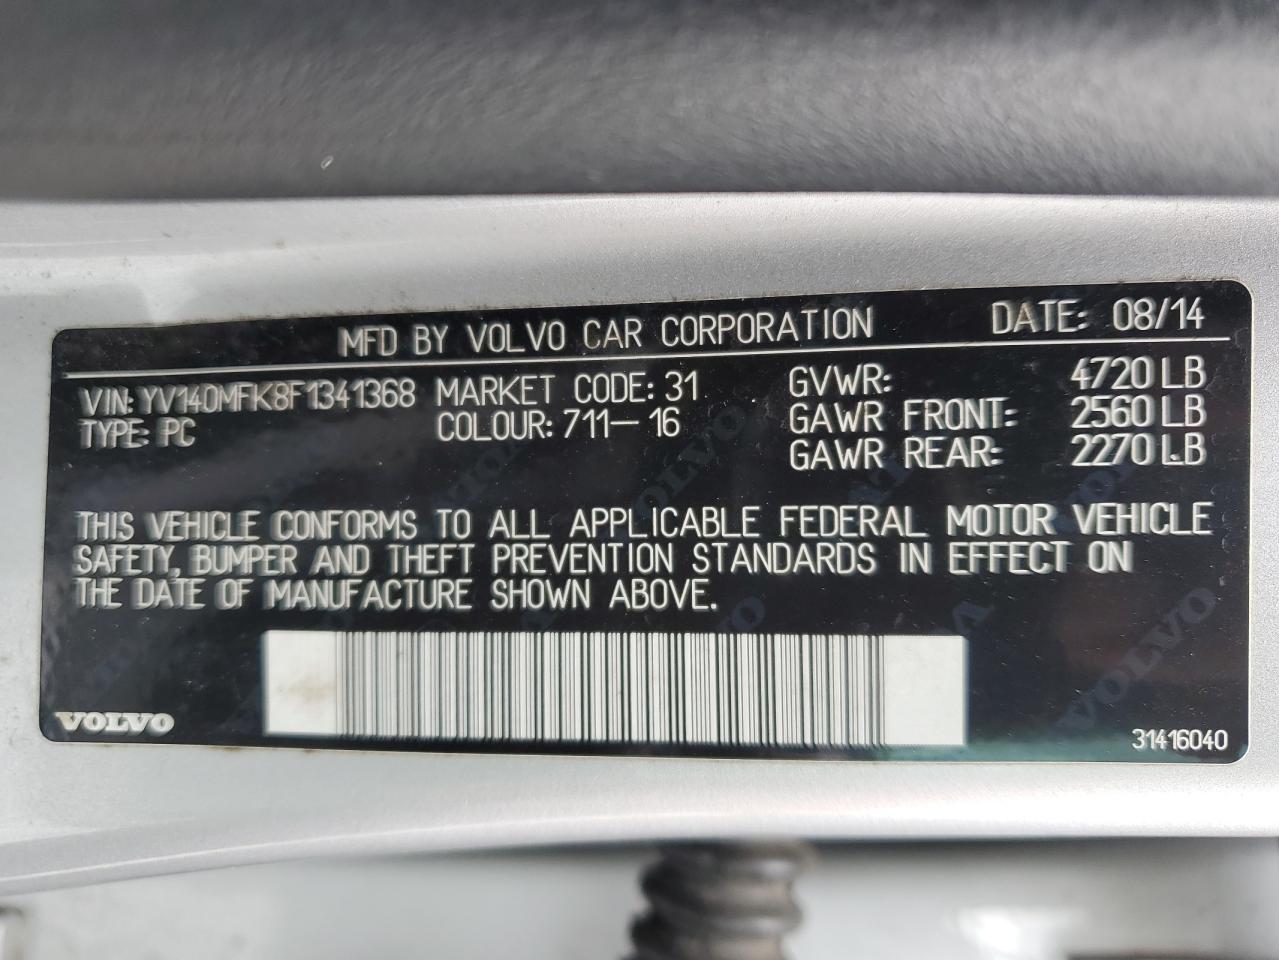 MFD BY VOLVO CAR CORPORATION DATE: 08/14
VIN: YV140MFK8F1341368 MARKET CODE: 31 GVWR: 4720 LB
TYPE: PC COLOUR: 711-16 GAWR FRONT: 2560 LB
GAWR REAR: 2270 LB
THIS VEHICLE CONFORMS TO ALL APPLICABLE FEDERAL MOTOR VEHICLE
SAFETY, BUMPER AND THEFT PREVENTION STANDARDS IN EFFECT ON
THE DATE OF MANUFACTURE SHOWN ABOVE.
VOLVO
31416040